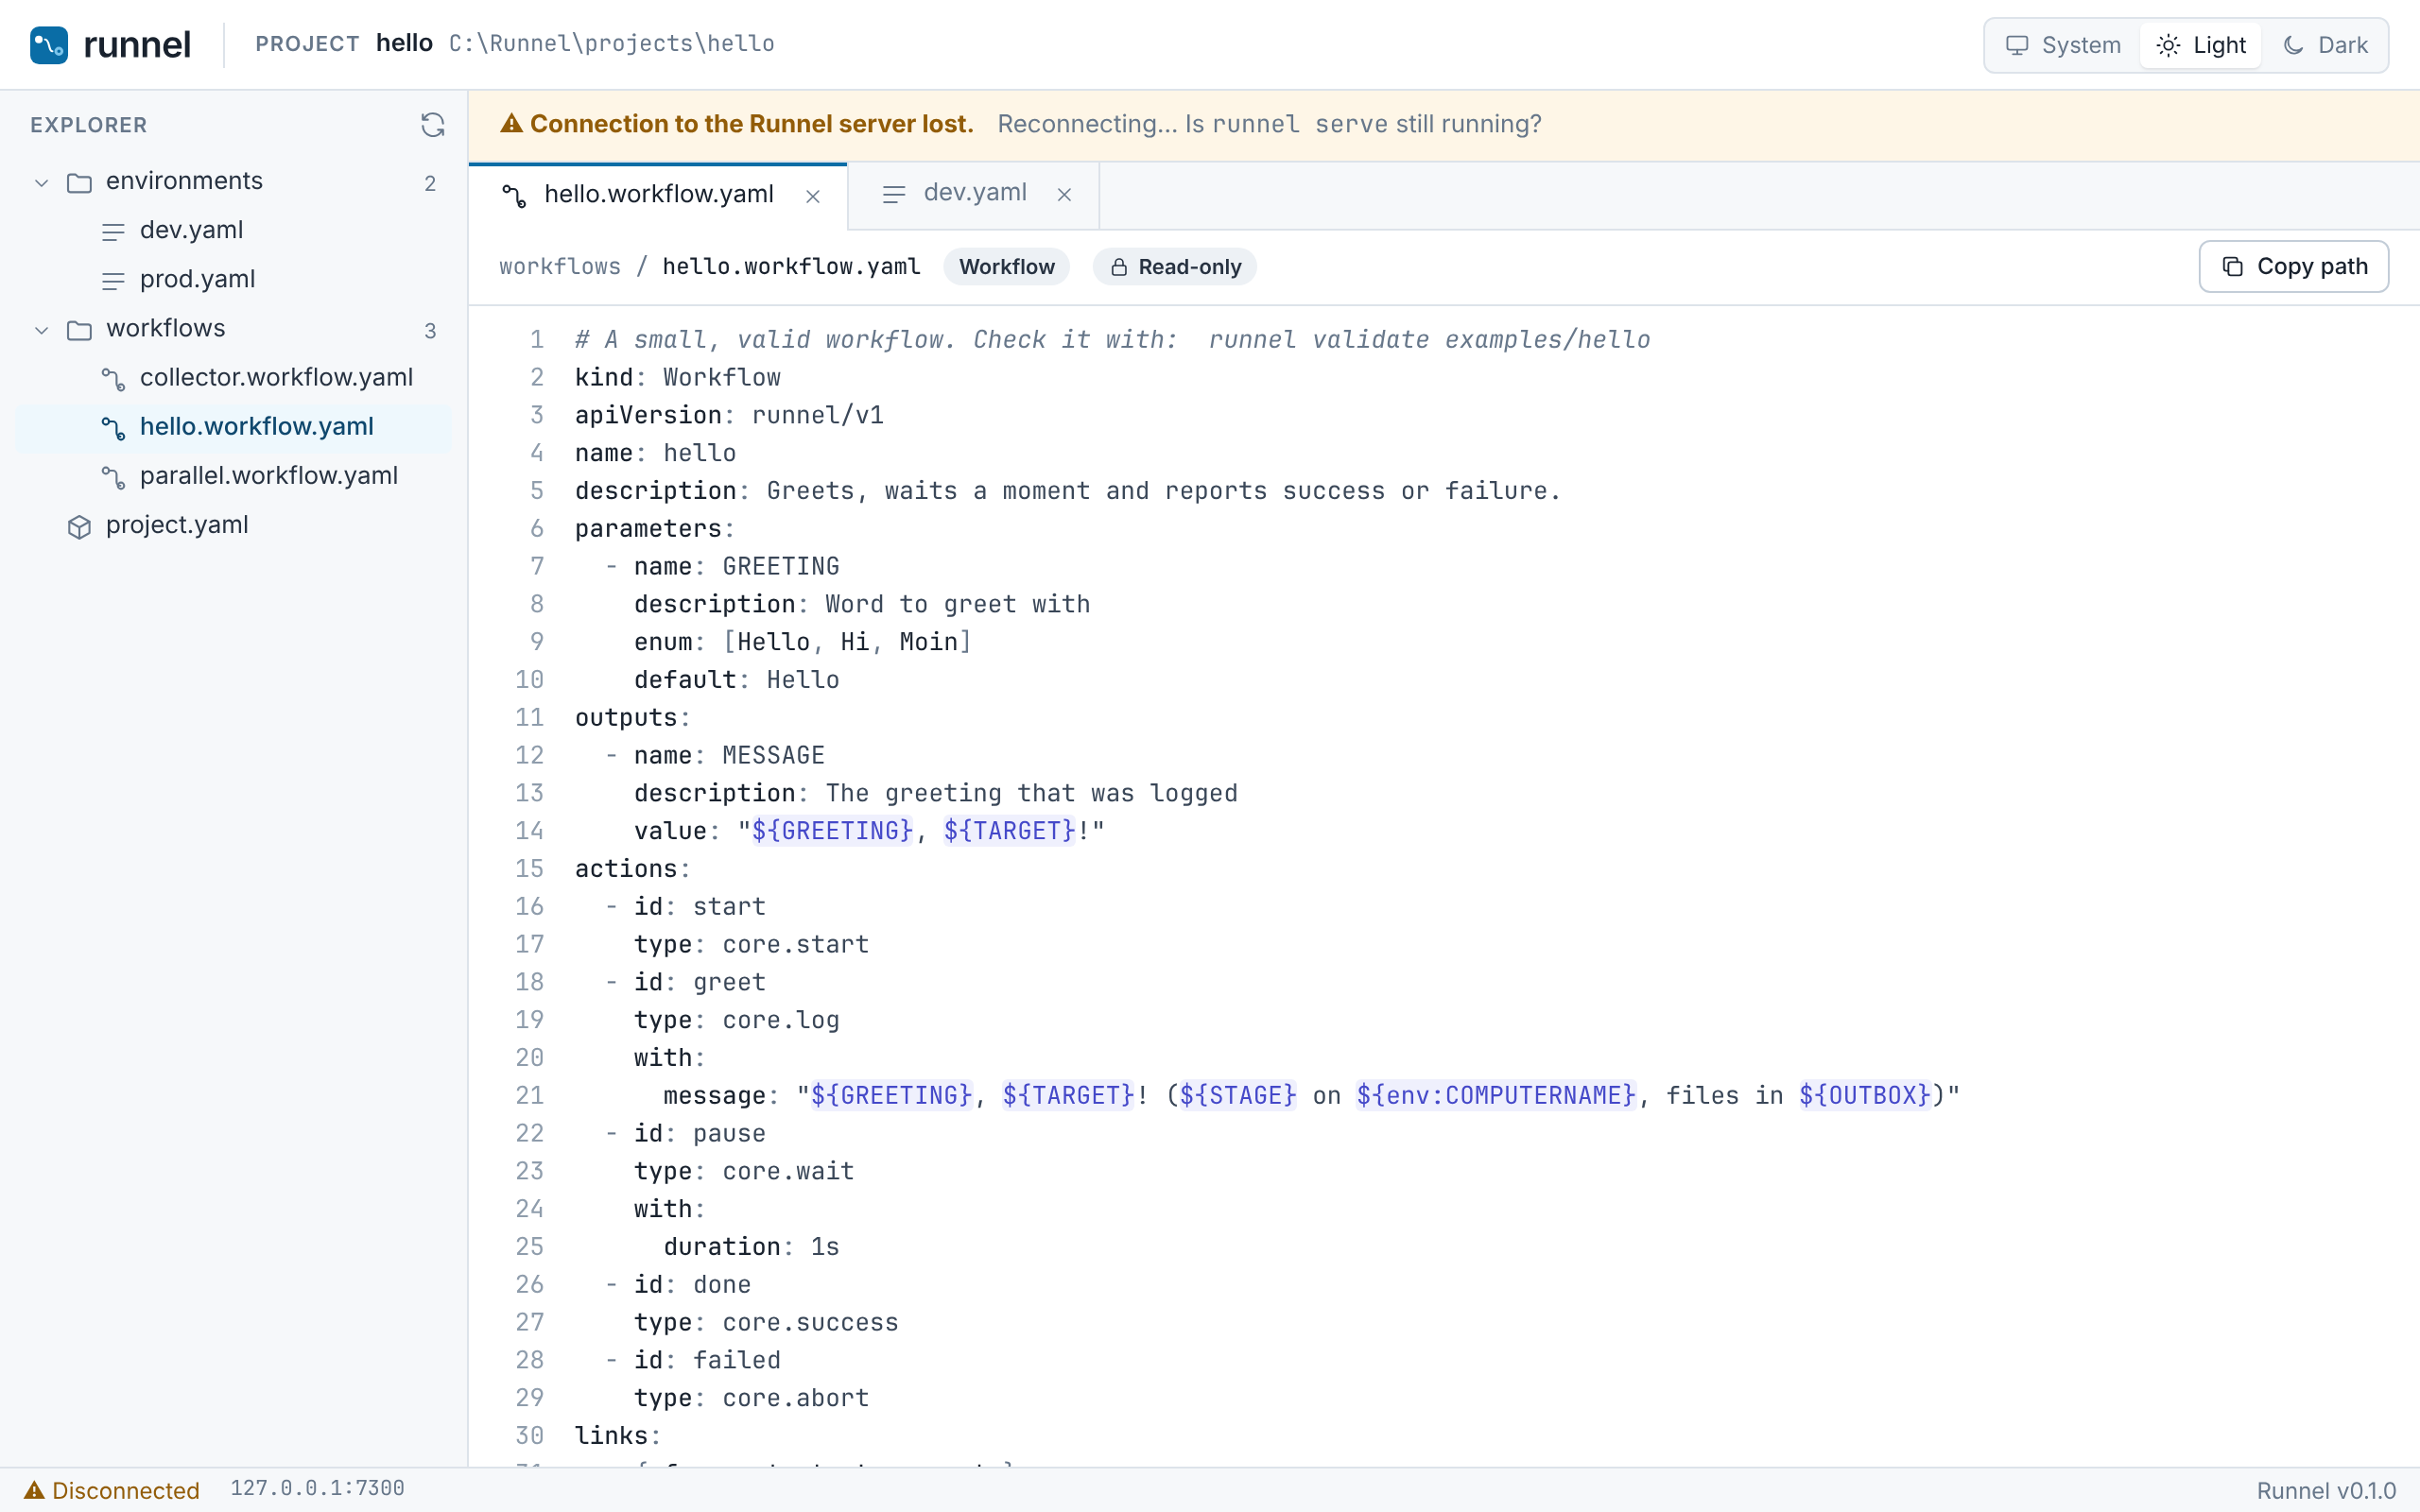 runnel PROJECT hello C:\Runnel\projects\hello System Light Dark
EXPLORER
environments 2
dev.yaml
prod.yaml
workflows 3
collector.workflow.yaml
hello.workflow.yaml
parallel.workflow.yaml
project.yaml
Connection to the Runnel server lost. Reconnecting... Is runnel serve still running?
hello.workflow.yaml dev.yaml
workflows / hello.workflow.yaml Workflow Read-only Copy path
1 # A small, valid workflow. Check it with:  runnel validate examples/hello
2 kind: Workflow
3 apiVersion: runnel/v1
4 name: hello
5 description: Greets, waits a moment and reports success or failure.
6 parameters:
7   - name: GREETING
8     description: Word to greet with
9     enum: [Hello, Hi, Moin]
10     default: Hello
11 outputs:
12   - name: MESSAGE
13     description: The greeting that was logged
14     value: "${GREETING}, ${TARGET}!"
15 actions:
16   - id: start
17     type: core.start
18   - id: greet
19     type: core.log
20     with:
21       message: "${GREETING}, ${TARGET}! (${STAGE} on ${env:COMPUTERNAME}, files in ${OUTBOX})"
22   - id: pause
23     type: core.wait
24     with:
25       duration: 1s
26   - id: done
27     type: core.success
28   - id: failed
29     type: core.abort
30 links:
Disconnected 127.0.0.1:7300 Runnel v0.1.0